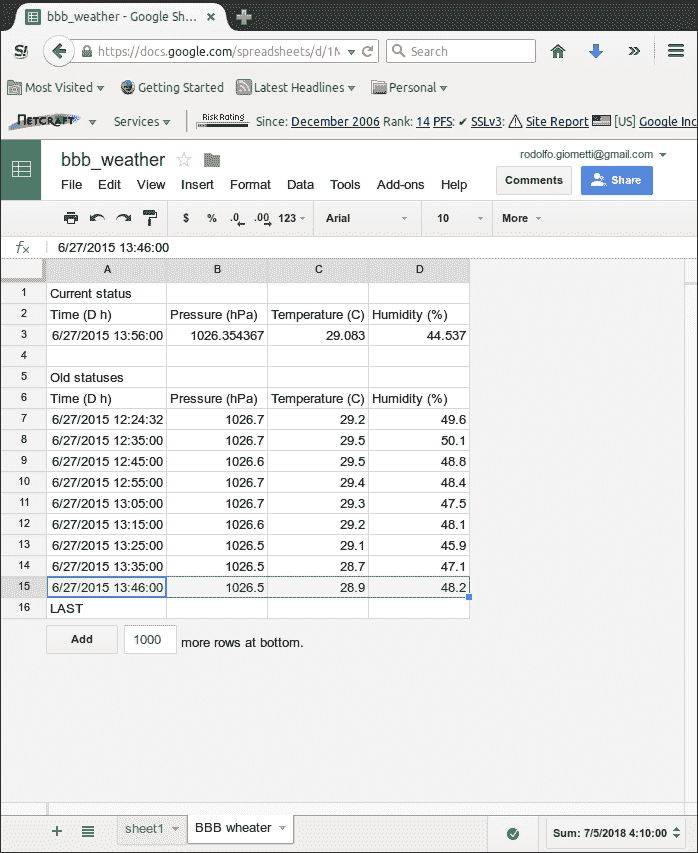 bbb_weather - Google Sh... ×
S! https://docs.google.com/spreadsheets/d/1M Search
Most Visited Getting Started Latest Headlines Personal
NETCRAFT Services Risk Rating Since: December 2006 Rank: 14 PFS: ✔ SSLv3: ⚠ Site Report [US] Google Inc
bbb_weather
rodolfo.giometti@gmail.com
File Edit View Insert Format Data Tools Add-ons Help
Comments Share
$ % .0 .00 123 Arial 10 More
fx 6/27/2015 13:46:00
A B C D
1 Current status
2 Time (D h) Pressure (hPa) Temperature (C) Humidity (%)
3 6/27/2015 13:56:00 1026.354367 29.083 44.537
4
5 Old statuses
6 Time (D h) Pressure (hPa) Temperature (C) Humidity (%)
7 6/27/2015 12:24:32 1026.7 29.2 49.6
8 6/27/2015 12:35:00 1026.7 29.5 50.1
9 6/27/2015 12:45:00 1026.6 29.5 48.8
10 6/27/2015 12:55:00 1026.7 29.4 48.4
11 6/27/2015 13:05:00 1026.7 29.3 47.5
12 6/27/2015 13:15:00 1026.6 29.2 48.1
13 6/27/2015 13:25:00 1026.5 29.1 45.9
14 6/27/2015 13:35:00 1026.5 28.7 47.1
15 6/27/2015 13:46:00 1026.5 28.9 48.2
16 LAST
Add 1000 more rows at bottom.
+ sheet1 BBB wheater Sum: 7/5/2018 4:10:00